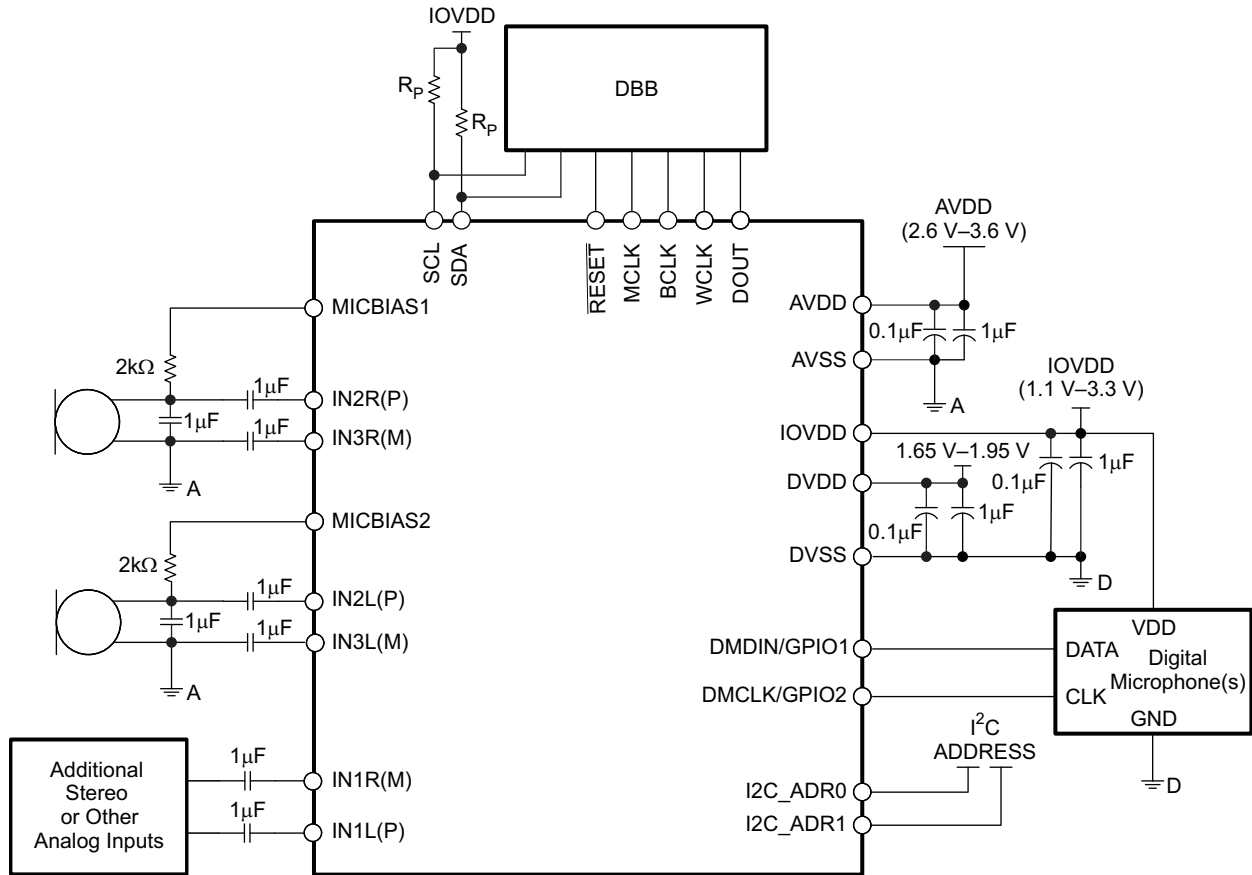 IOVDD
R_P
R_P
DBB
SCL
SDA
RESET
MCLK
BCLK
WCLK
DOUT
AVDD
(2.6 V–3.6 V)
MICBIAS1
AVDD
0.1μF
1μF
2kΩ
AVSS
IOVDD
(1.1 V–3.3 V)
1μF
IN2R(P)
A
1μF
1μF
IN3R(M)
IOVDD
1.65 V–1.95 V
1μF
0.1μF
A
DVDD
MICBIAS2
0.1μF
1μF
2kΩ
DVSS
D
1μF
IN2L(P)
1μF
1μF
IN3L(M)
A
DMDIN/GPIO1
DMCLK/GPIO2
VDD
DATA
Digital
Microphone(s)
CLK
GND
D
I²C
ADDRESS
I2C_ADR0
I2C_ADR1
Additional
Stereo
or Other
Analog Inputs
1μF
IN1R(M)
1μF
IN1L(P)